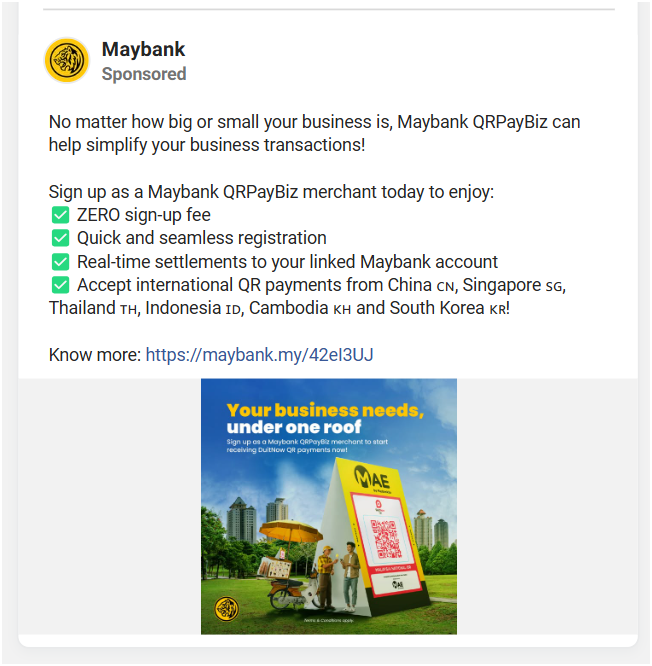 Maybank
Sponsored
No matter how big or small your business is, Maybank QRPayBiz can
help simplify your business transactions!
Sign up as a Maybank QRPayBiz merchant today to enjoy:
✅ ZERO sign-up fee
✅ Quick and seamless registration
✅ Real-time settlements to your linked Maybank account
✅ Accept international QR payments from China CN, Singapore SG,
Thailand TH, Indonesia ID, Cambodia KH and South Korea KR!
Know more: https://maybank.my/42eI3UJ
Your business needs,
under one roof
Sign up as a Maybank QRPayBiz merchant to start
receiving DuitNow QR payments now!
MAE
MALAYSIA NATIONAL QR
MAE
Terms & Conditions apply.